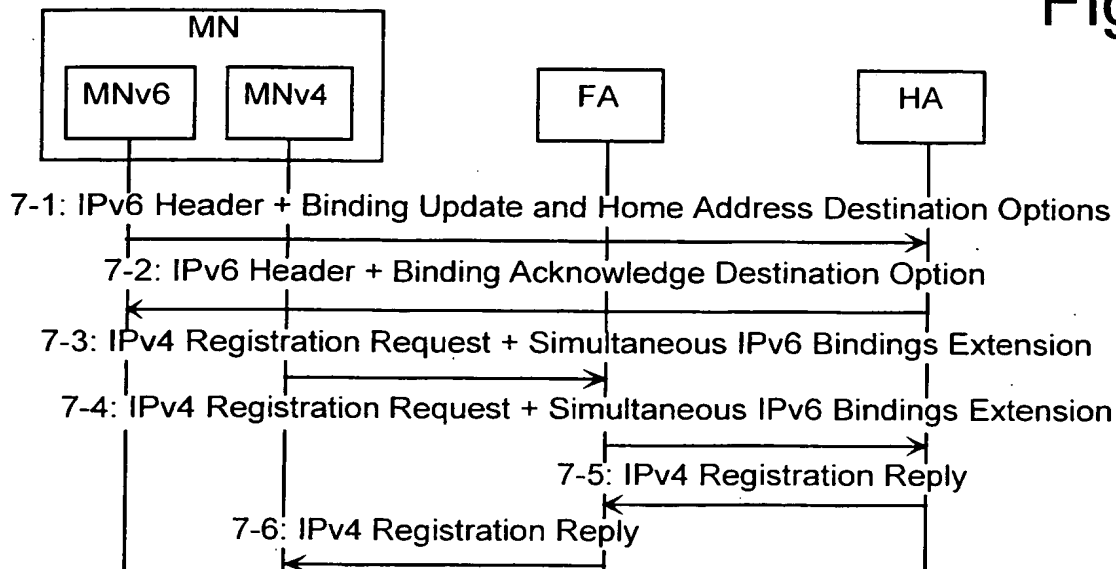 Fig
MN
MNv6 MNv4 FA HA
7-1: IPv6 Header + Binding Update and Home Address Destination Options
7-2: IPv6 Header + Binding Acknowledge Destination Option
7-3: IPv4 Registration Request + Simultaneous IPv6 Bindings Extension
7-4: IPv4 Registration Request + Simultaneous IPv6 Bindings Extension
7-5: IPv4 Registration Reply
7-6: IPv4 Registration Reply